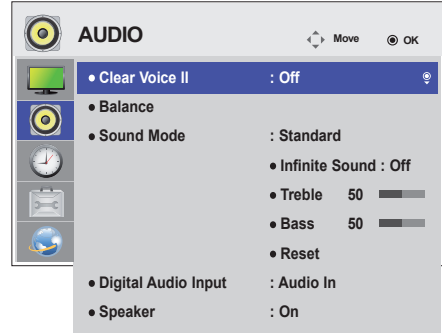 AUDIO
Move
OK
• Clear Voice II : Off
• Balance
• Sound Mode : Standard
• Infinite Sound : Off
• Treble 50
• Bass 50
• Reset
• Digital Audio Input : Audio In
• Speaker : On